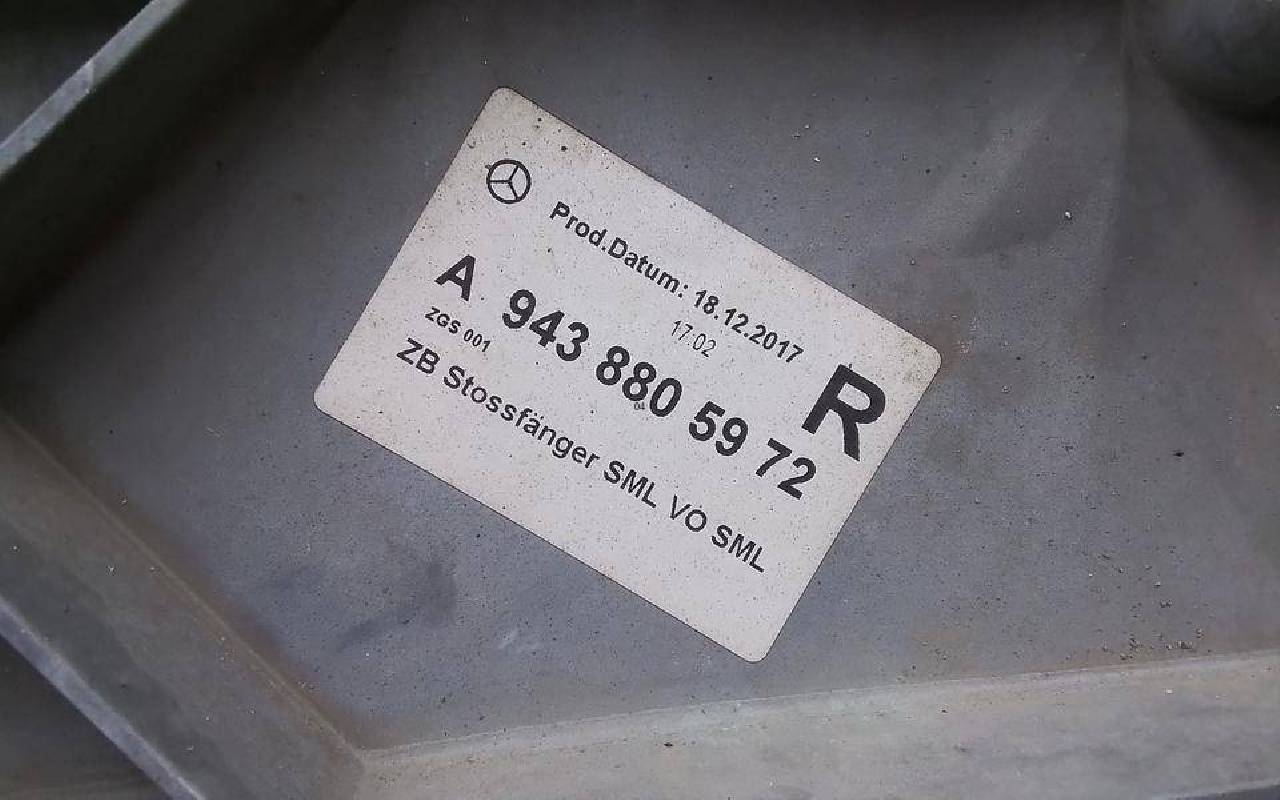 Prod.Datum: 18.12.2017
17:02
A 943 880 59 72
R
ZGS 001
ZB Stossfänger SML VO SML